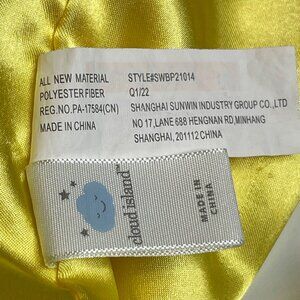 ALL NEW MATERIAL
POLYESTER FIBER
REG.NO.PA-17584(CN)
MADE IN CHINA
STYLE#SWBP21014
Q1/22
SHANGHAI SUNWIN INDUSTRY GROUP CO.,LTD
NO 17,LANE 688 HENGNAN RD,MINHANG
SHANGHAI, 201112 CHINA
cloud island™
MADE IN
CHINA